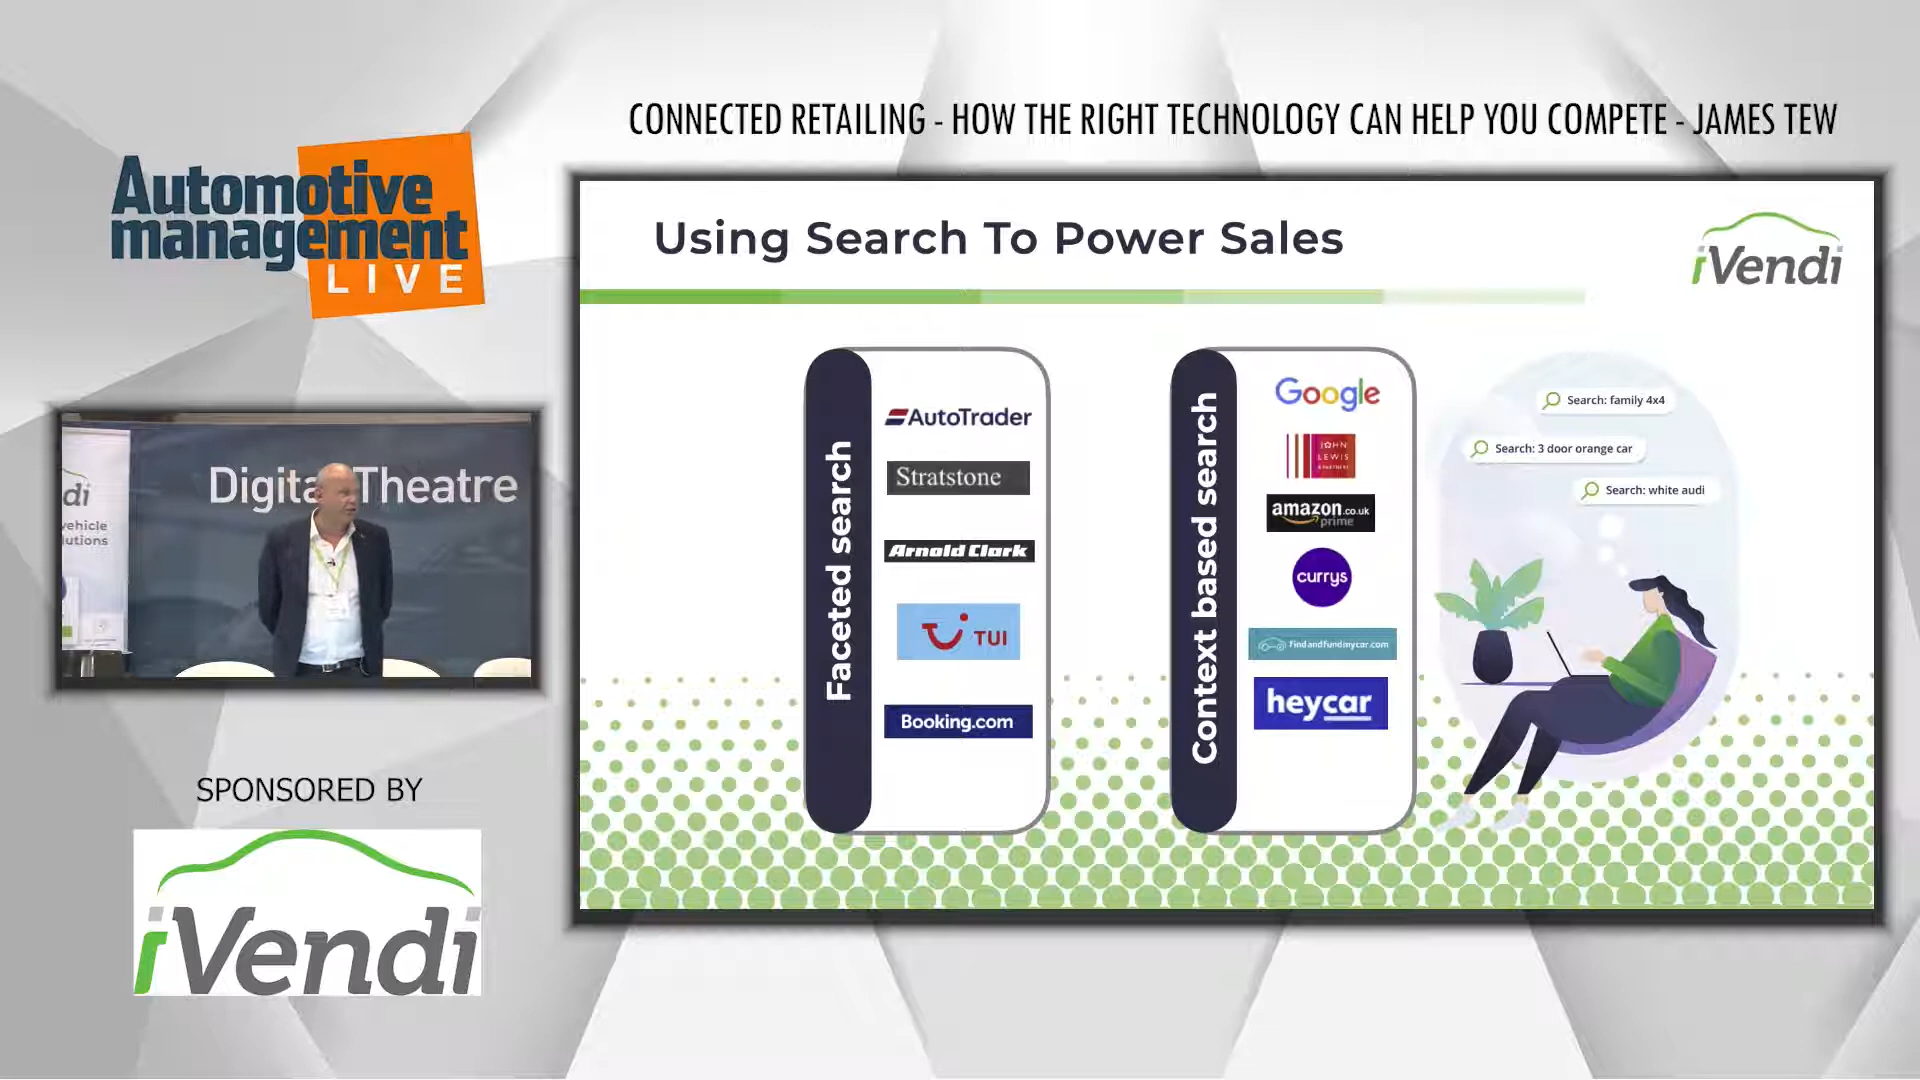 CONNECTED RETAILING - HOW THE RIGHT TECHNOLOGY CAN HELP YOU COMPETE - JAMES TEW
Automotive
management
LIVE
Using Search To Power Sales
iVendi
Faceted search
AutoTrader
Stratstone
Arnold Clark
TUI
Booking.com
Context based search
Google
JOHN
LEWIS
& PARTNERS
amazon.co.uk
prime
currys
findandfundmycar.com
heycar
Search: family 4x4
Search: 3 door orange car
Search: white audi
Digita Theatre
di
vehicle
lutions
SPONSORED BY
iVendi